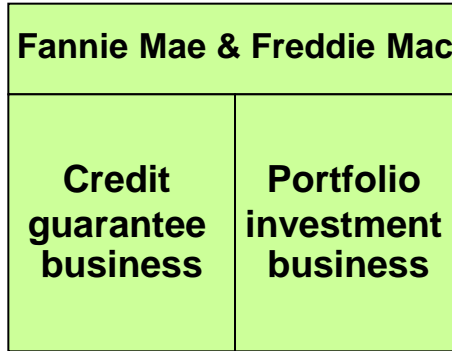 Fannie Mae & Freddie Mac
Credit
guarantee
business
Portfolio
investment
business